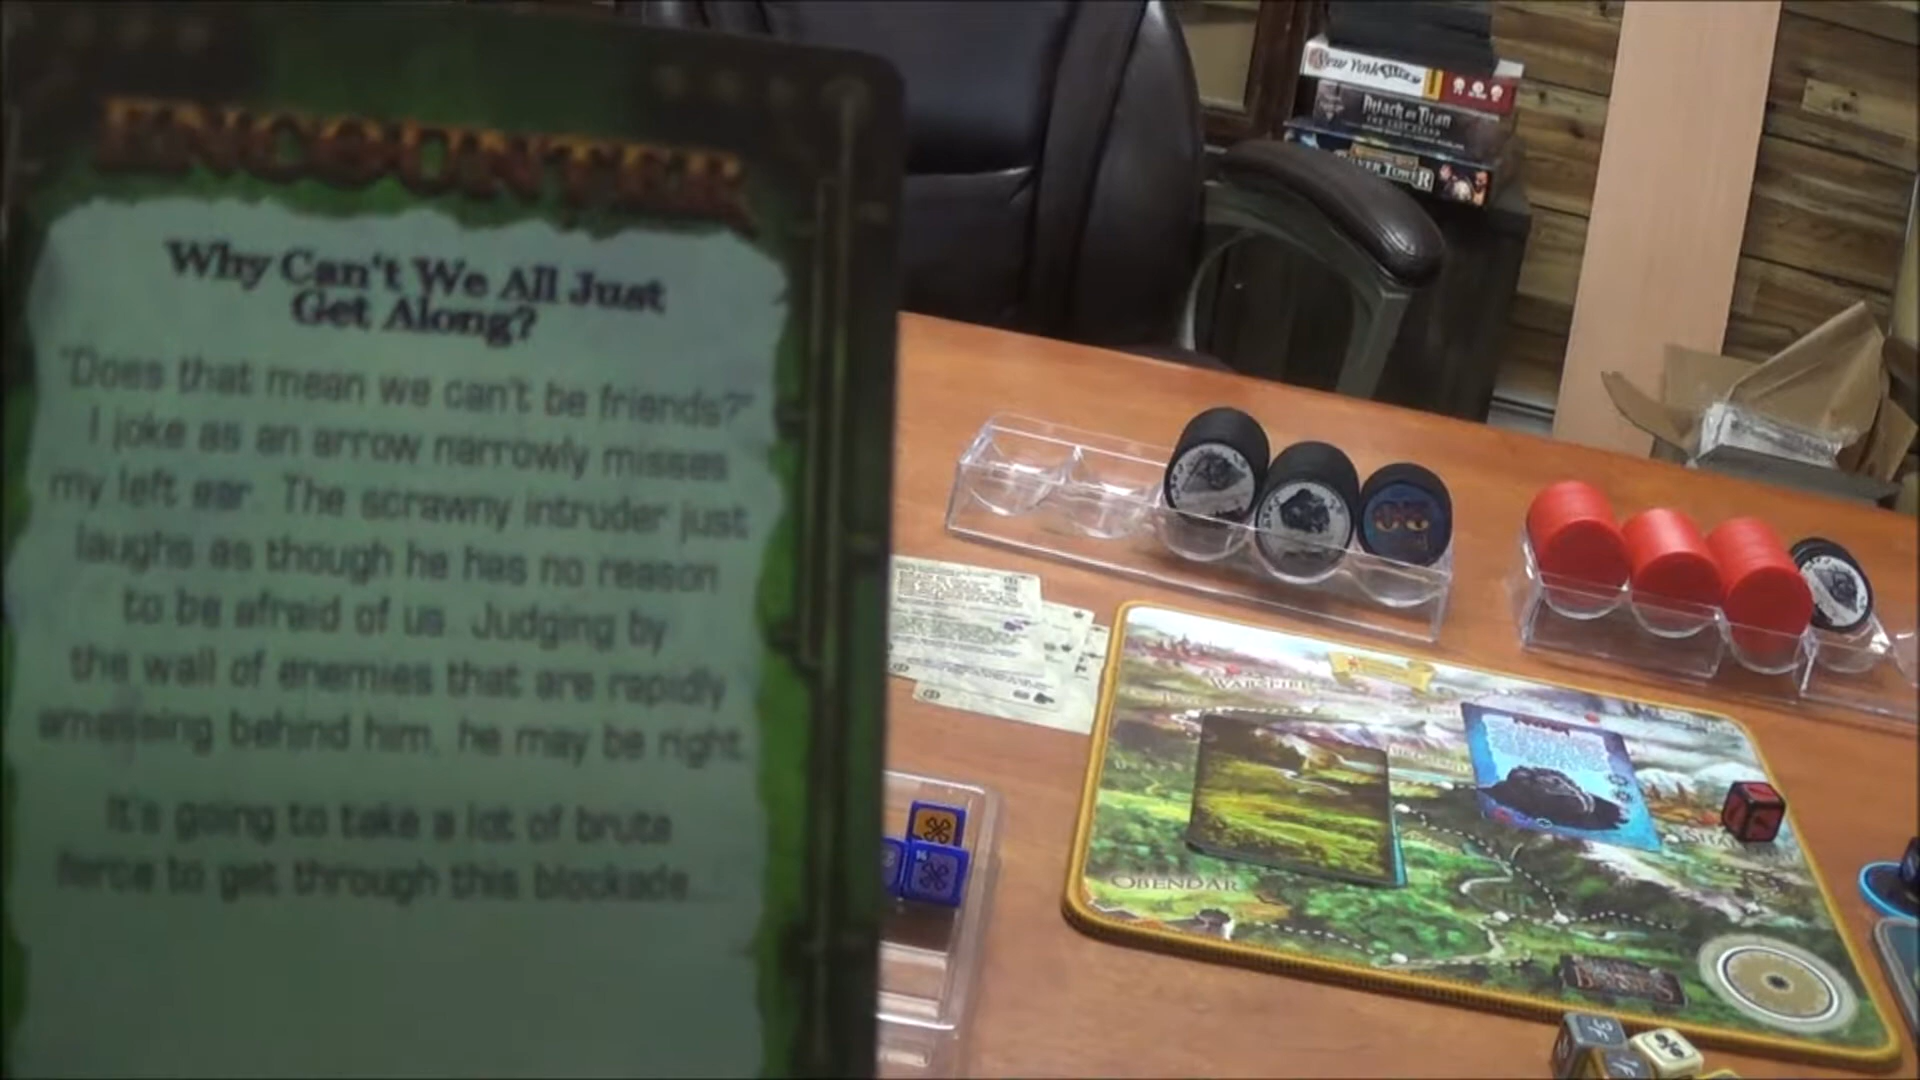 ENCOUNTER
Why Can't We All Just
Get Along?
"Does that mean we can't be friends?"
I joke as an arrow narrowly misses
my left ear. The scrawny intruder just
laughs as though he has no reason
to be afraid of us. Judging by
the wall of enemies that are rapidly
amassing behind him, he may be right.
It's going to take a lot of brute
force to get through this blockade...
New York
Attack on Titan
THE LAST STAND
SILVER TOWER
OBENDAR